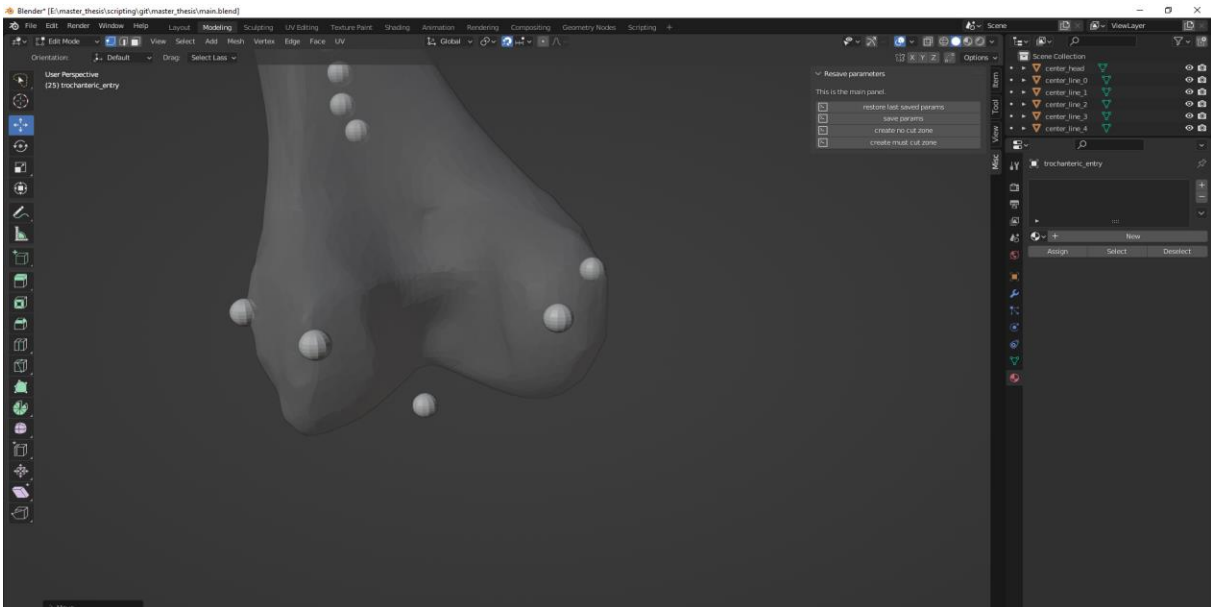 Blender* [E:\master_thesis\scripting\git\master_thesis\main.blend]
File Edit Render Window Help Layout Modeling Sculpting UV Editing Texture Paint Shading Animation Rendering Compositing Geometry Nodes Scripting + Scene ViewLayer
Edit Mode View Select Add Mesh Vertex Edge Face UV Global
Orientation: Default Drag: Select Lasso X Y Z Options
User Perspective
(25) trochanteric_entry
Resave parameters
This is the main panel.
restore last saved params
save params
create no cut zone
create must cut zone
Item
Tool
View
Misc
Scene Collection
center_head
center_line_0
center_line_1
center_line_2
center_line_3
center_line_4
trochanteric_entry
+ New
Assign Select Deselect